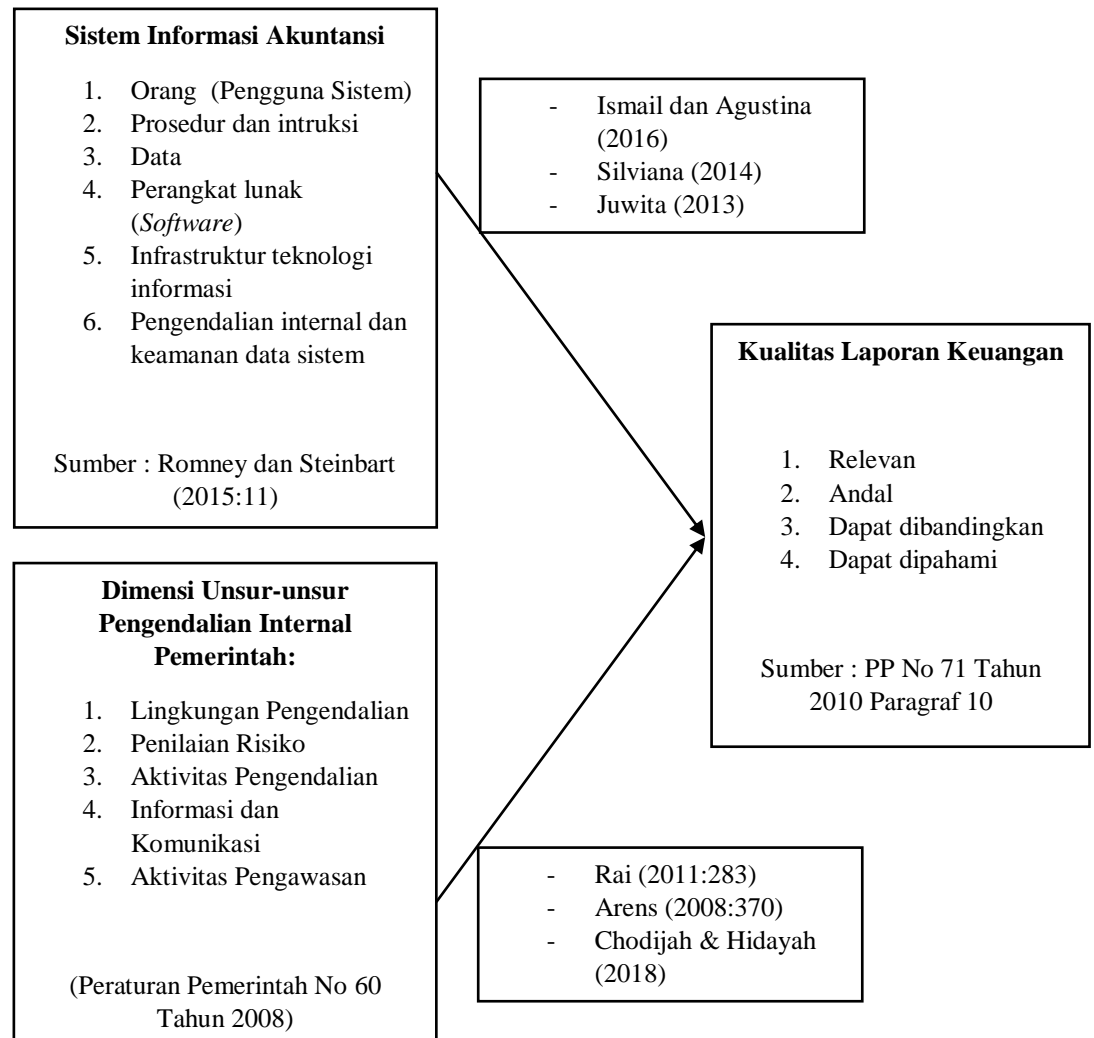 Sistem Informasi Akuntansi
1. Orang (Pengguna Sistem)
2. Prosedur dan intruksi
3. Data
4. Perangkat lunak
(Software)
5. Infrastruktur teknologi
informasi
6. Pengendalian internal dan
keamanan data sistem
Sumber : Romney dan Steinbart
(2015:11)
- Ismail dan Agustina
(2016)
- Silviana (2014)
- Juwita (2013)
Kualitas Laporan Keuangan
1. Relevan
2. Andal
3. Dapat dibandingkan
4. Dapat dipahami
Sumber : PP No 71 Tahun
2010 Paragraf 10
Dimensi Unsur-unsur
Pengendalian Internal
Pemerintah:
1. Lingkungan Pengendalian
2. Penilaian Risiko
3. Aktivitas Pengendalian
4. Informasi dan
Komunikasi
5. Aktivitas Pengawasan
(Peraturan Pemerintah No 60
Tahun 2008)
- Rai (2011:283)
- Arens (2008:370)
- Chodijah & Hidayah
(2018)